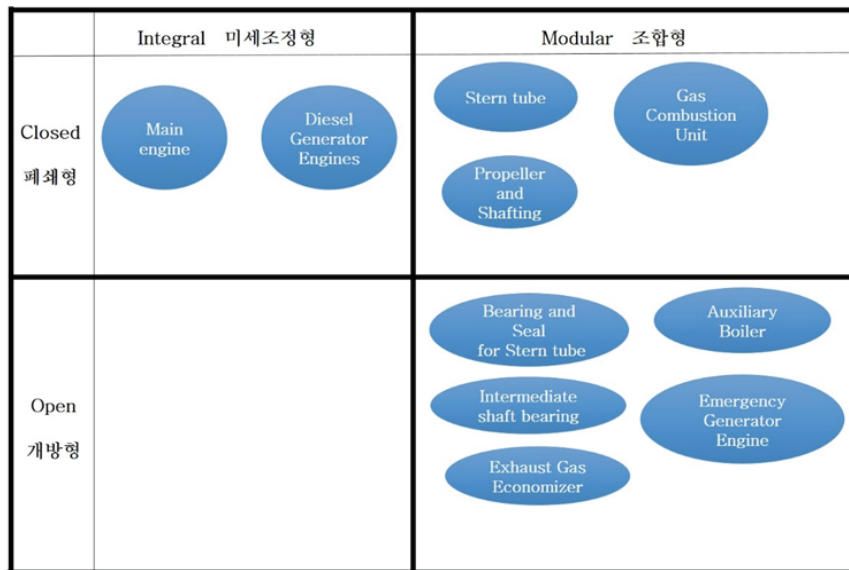 Integral 미세조정형
Modular 조합형
Closed
폐쇄형
Main
engine
Diesel
Generator
Engines
Stern tube
Gas
Combustion
Unit
Propeller
and
Shafting
Open
개방형
Bearing and
Seal
for Stern tube
Auxiliary
Boiler
Intermediate
shaft bearing
Emergency
Generator
Engine
Exhaust Gas
Economizer